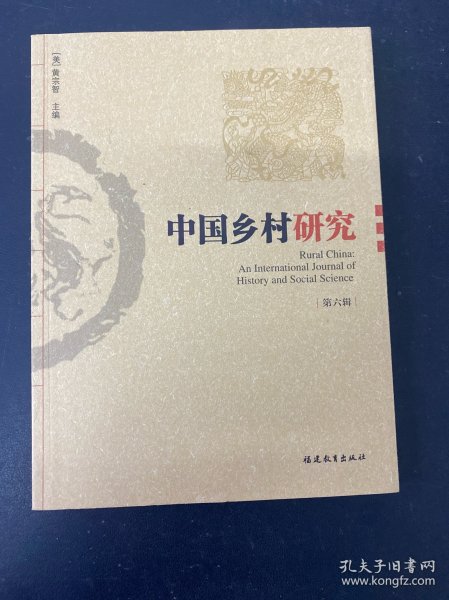 [美] 黄宗智 主编
中国乡村研究
Rural China:
An International Journal of
History and Social Science
第六辑
福建教育出版社
孔夫子旧书网
www.kongfz.com